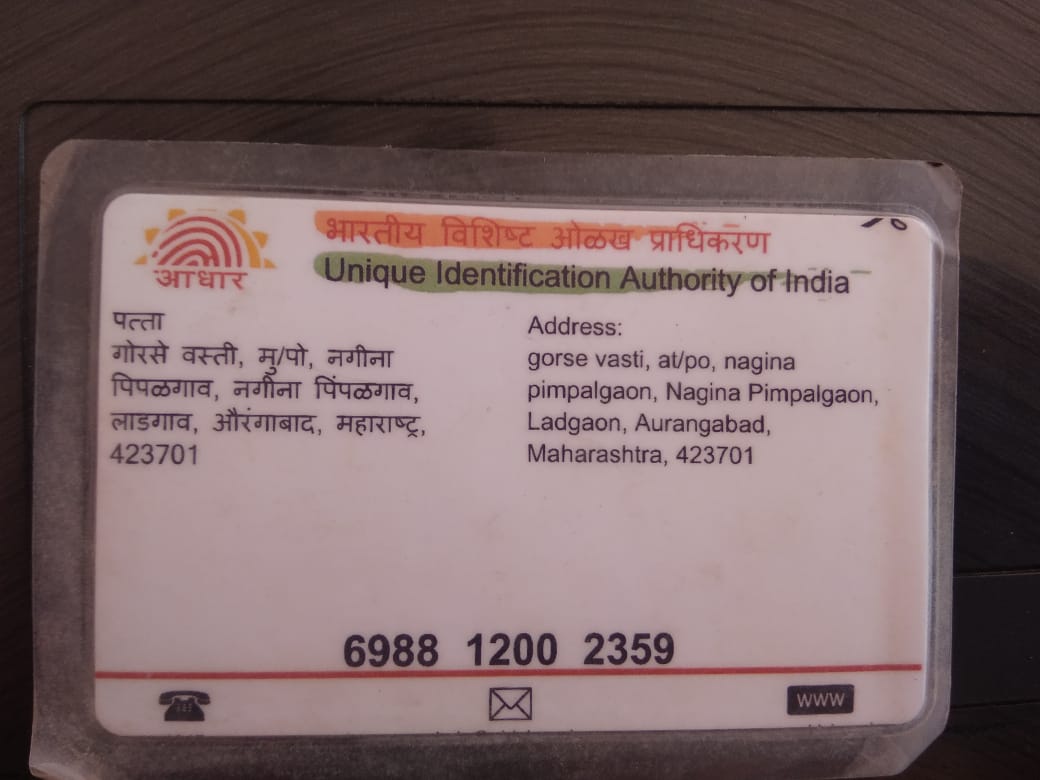 आधार
भारतीय विशिष्ट ओळख प्राधिकरण
Unique Identification Authority of India
पत्ता
गोरसे वस्ती, मु/पो, नगीना
पिपळगाव, नगीना पिंपळगाव,
लाडगाव, औरंगाबाद, महाराष्ट्र,
423701
Address:
gorse vasti, at/po, nagina
pimpalgaon, Nagina Pimpalgaon,
Ladgaon, Aurangabad,
Maharashtra, 423701
6988 1200 2359
WWW